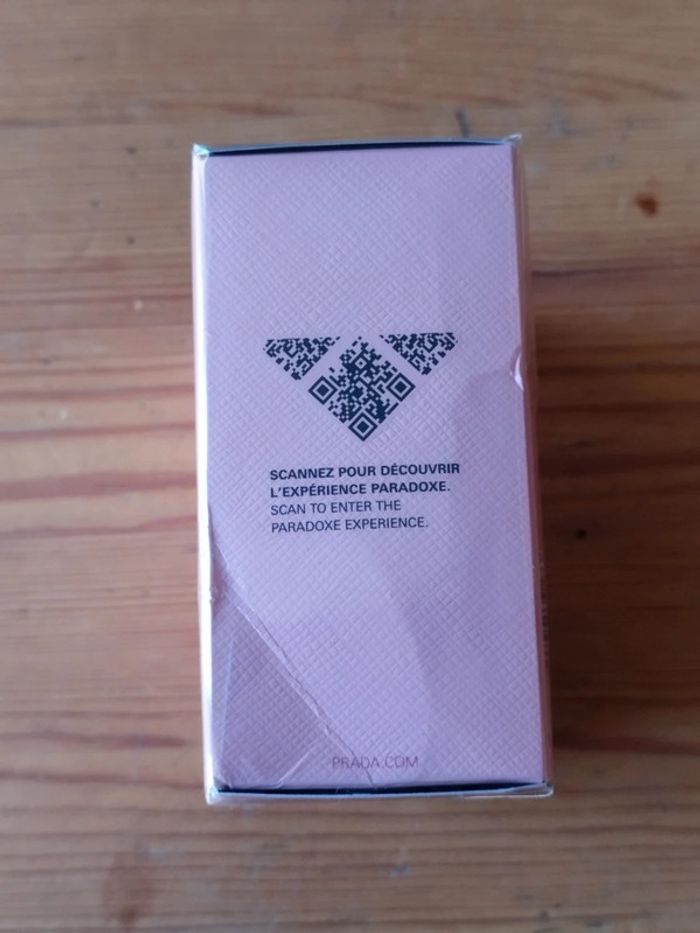 SCANNEZ POUR DÉCOUVRIR
L'EXPÉRIENCE PARADOXE.
SCAN TO ENTER THE
PARADOXE EXPERIENCE.
PRADA.COM